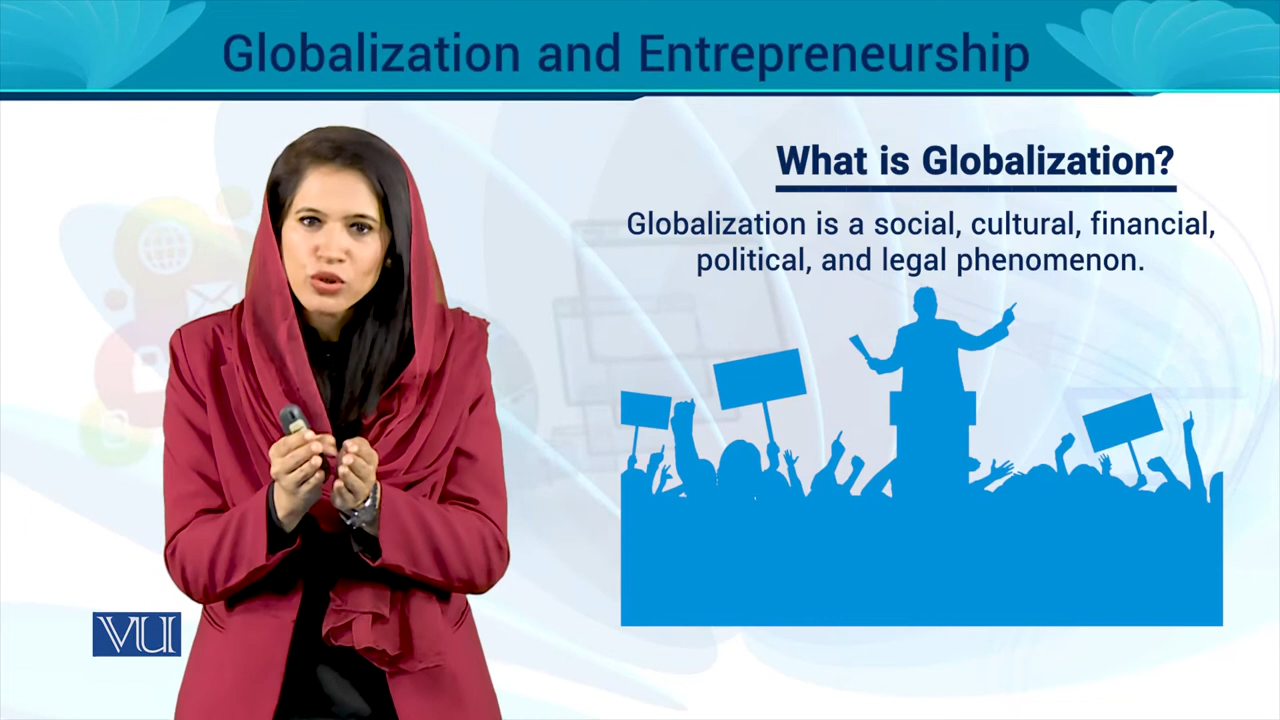 Globalization and Entrepreneurship
What is Globalization?
Globalization is a social, cultural, financial,
political, and legal phenomenon.
VU